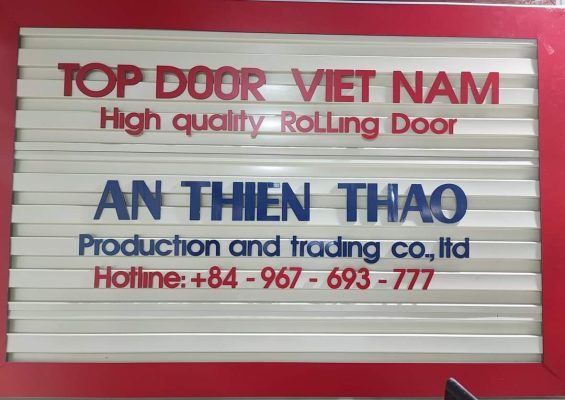 TOP DOOR VIET NAM
High quality RoLLing Door
AN THIEN THAO
Production and trading co., ltd
Hotline: +84 - 967 - 693 - 777